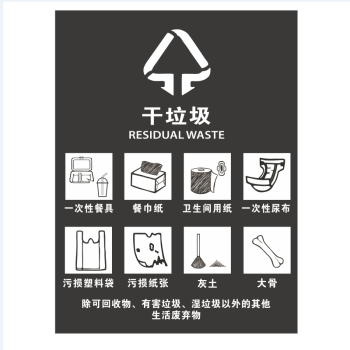 干垃圾
RESIDUAL WASTE
一次性餐具 餐巾纸 卫生间用纸 一次性尿布
污损塑料袋 污损纸张 灰土 大骨
除可回收物、有害垃圾、湿垃圾以外的其他
生活废弃物